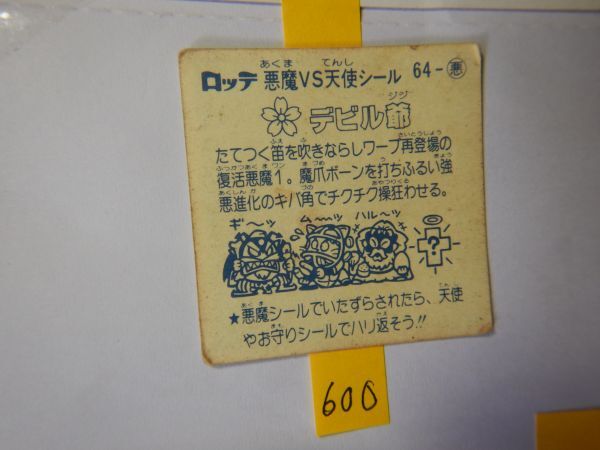 ロッテ 悪魔VS天使シール 64-悪
デビル爺
たてつく笛を吹きならしワープ再登場の
復活悪魔1。魔爪ボーンを打ちふるい強
悪進化のキバ角でチクチク操狂わせる。
ギ〜ッ ム〜ッ ハル〜ッ
?
★悪魔シールでいたずらされたら、天使
やお守りシールでハリ返そう!!
600